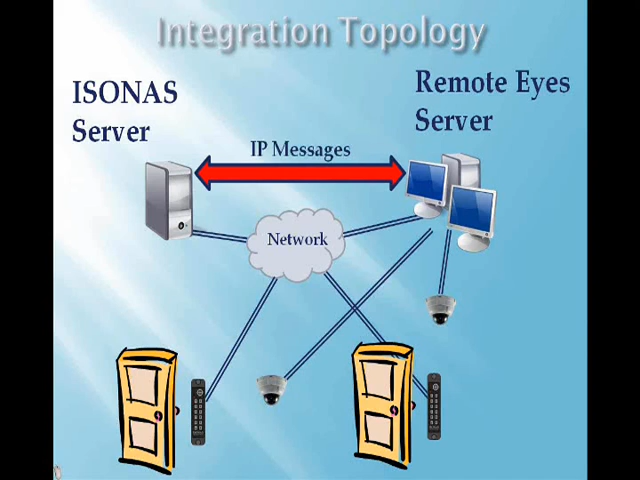 Integration Topology
ISONAS
Server
Remote Eyes
Server
IP Messages
Network